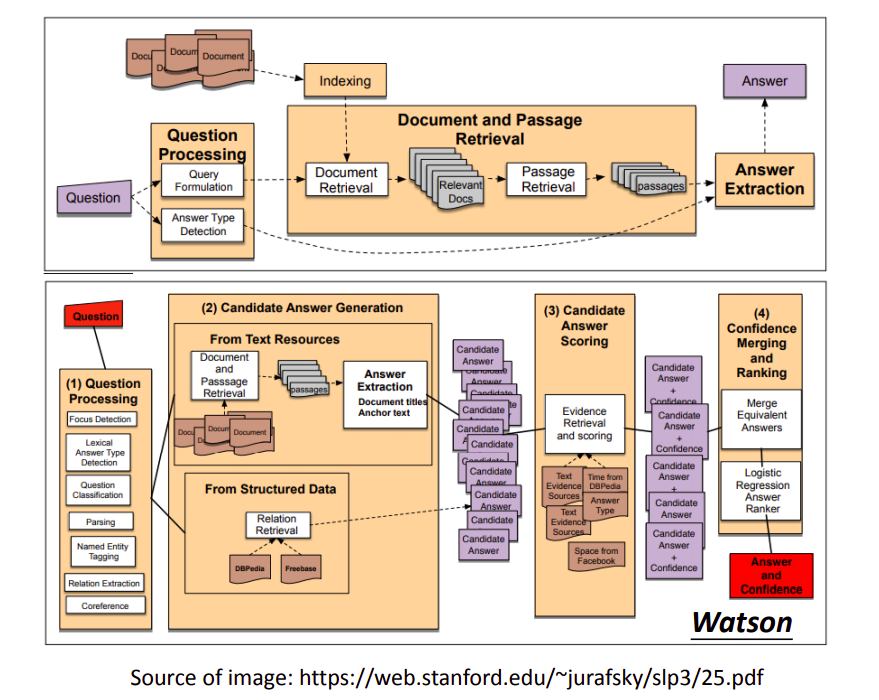 Docu
Docum
Document
Document
Indexing
Answer
Document and Passage
Retrieval
Question
Processing
Query
Formulation
Answer Type
Detection
Question
Document
Retrieval
Relevant
Docs
Passage
Retrieval
passages
Answer
Extraction
Question
(1) Question
Processing
Focus Detection
Lexical
Answer Type
Detection
Question
Classification
Parsing
Named Entity
Tagging
Relation Extraction
Coreference
(2) Candidate Answer Generation
From Text Resources
Document
and
Passsage
Retrieval
passages
Answer
Extraction
Document titles
Anchor text
Docu
Docum
Document
From Structured Data
Relation
Retrieval
DBPedia
Freebase
Candidate
Answer
Candidate
Answer
Candidate
Candidate
Answer
Candidate
Candidate
Answer
Candidate
Answer
Candidate
Answer
Candidate
Candidate
Answer
(3) Candidate
Answer
Scoring
Evidence
Retrieval
and scoring
Text
Evidence
Sources
Time from
DBPedia
Answer
Type
Text
Evidence
Sources
Space from
Facebook
Candidate
Answer
+
Confidence
Candidate
Answer
+
Confidence
Candidate
Answer
+
Candidate
Answer
Candidate
Answer
+
Confidence
(4)
Confidence
Merging
and
Ranking
Merge
Equivalent
Answers
Logistic
Regression
Answer
Ranker
Answer
and
Confidence
Watson
Source of image: https://web.stanford.edu/~jurafsky/slp3/25.pdf